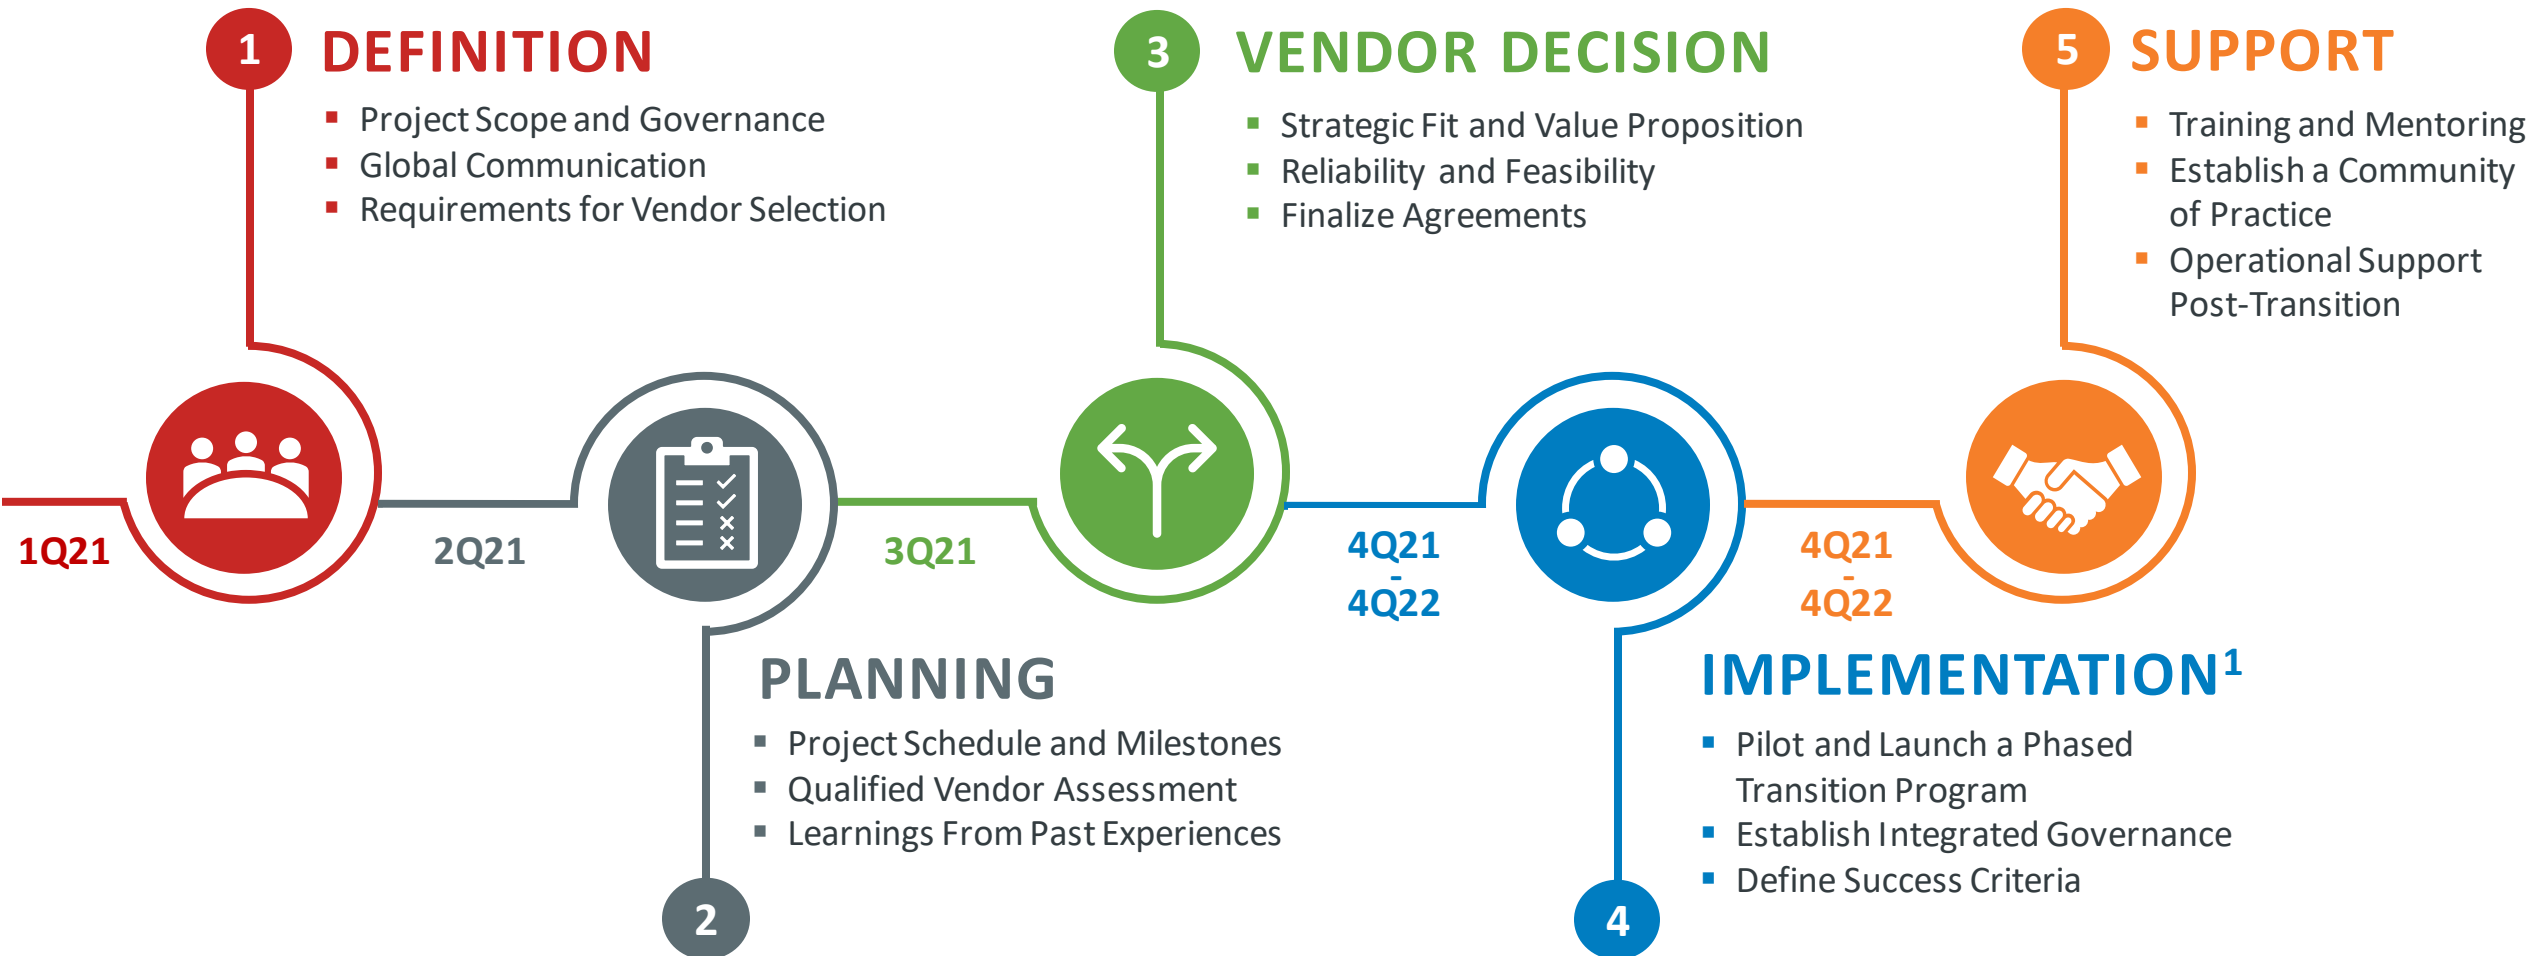 1
DEFINITION
▪ Project Scope and Governance
▪ Global Communication
▪ Requirements for Vendor Selection
1Q21
2Q21
PLANNING
▪ Project Schedule and Milestones
▪ Qualified Vendor Assessment
▪ Learnings From Past Experiences
2
3
VENDOR DECISION
▪ Strategic Fit and Value Proposition
▪ Reliability and Feasibility
▪ Finalize Agreements
3Q21
4Q21
-
4Q22
IMPLEMENTATION¹
▪ Pilot and Launch a Phased
Transition Program
▪ Establish Integrated Governance
▪ Define Success Criteria
4
5
SUPPORT
▪ Training and Mentoring
▪ Establish a Community
of Practice
▪ Operational Support
Post-Transition
4Q21
-
4Q22